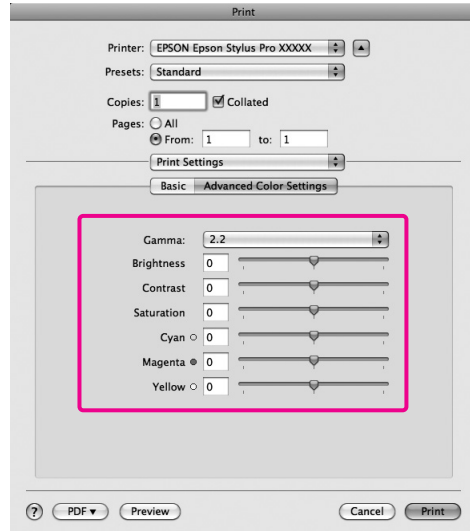 Print
Printer: EPSON Epson Stylus Pro XXXXX
Presets: Standard
Copies: 1 Collated
Pages: All
From: 1 to: 1
Print Settings
Basic Advanced Color Settings
Gamma: 2.2
Brightness 0
Contrast 0
Saturation 0
Cyan 0
Magenta 0
Yellow 0
? PDF▾ Preview Cancel Print